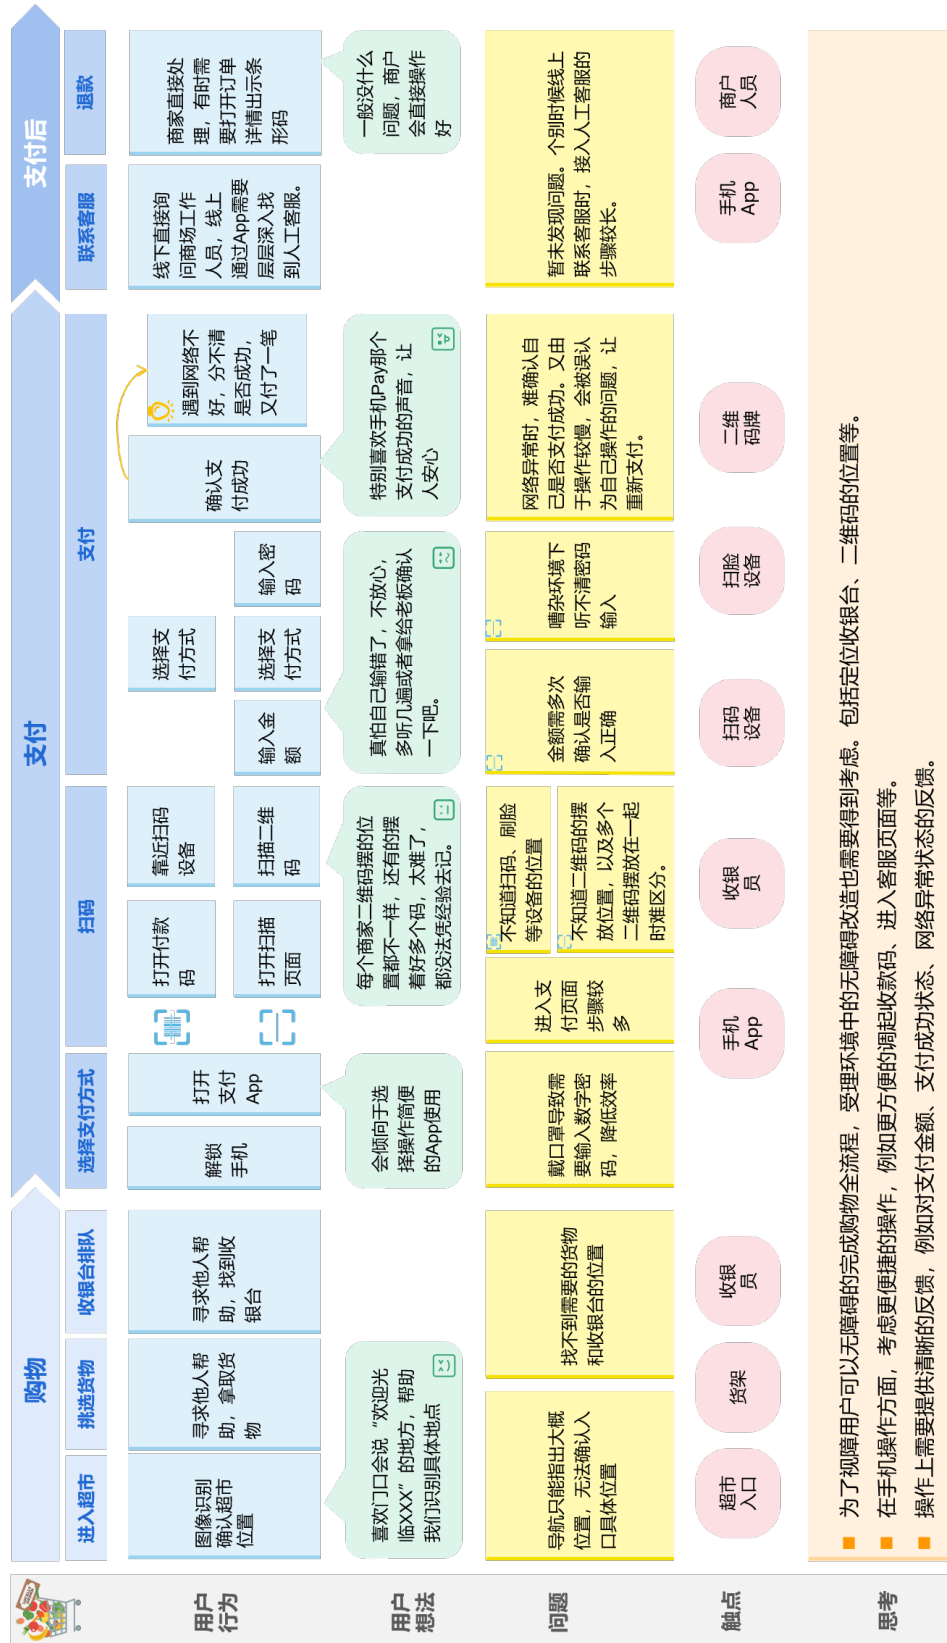 购物
支付
支付后
进入超市
挑选货物
收银台排队
选择支付方式
扫码
支付
联系客服
退款
用户
行为
图像识别
确认超市
位置
寻求他人帮
助，拿取货
物
寻求他人帮
助，找到收
银台
解锁
手机
打开
支付
App
打开付款
码
靠近扫码
设备
打开扫描
页面
扫描二维
码
选择支
付方式
输入金
额
选择支
付方式
输入密
码
确认支
付成功
遇到网络不
好，分不清
是否成功，
又付了一笔
线下直接询
问商场工作
人员，线上
通过App需要
层层深入找
到人工客服。
商家直接处
理，有时需
要打开订单
详情出示条
形码
用户
想法
喜欢门口会说“欢迎光
临XXX”的地方，帮助
我们识别具体地点
会倾向于选
择操作简便
的App使用
每个商家二维码摆的位
置都不一样，还有的摆
着好多个码，太难了，
都没法凭经验去记。
真怕自己输错了，不放心，
多听几遍或者拿给老板确认
一下吧。
特别喜欢手机Pay那个
支付成功的声音，让
人安心
一般没什么
问题，商户
会直接操作
好
问题
导航只能指出大概
位置，无法确认入
口具体位置
找不到需要的货物
和收银台的位置
戴口罩导致需
要输入数字密
码，降低效率
进入支
付页面
步骤较
多
不知道扫码、刷脸
等设备的位置
不知道二维码的摆
放位置，以及多个
二维码摆放在一起
时难区分。
金额需多次
确认是否输
入正确
嘈杂环境下
听不清密码
输入
网络异常时，难确认自
己是否支付成功。又由
于操作较慢，会被误认
为自己操作的问题，让
重新支付。
暂未发现问题。个别时候线上
联系客服时，接入人工客服的
步骤较长。
触点
超市
入口
货架
收银
员
手机
App
收银
员
扫码
设备
扫脸
设备
二维
码牌
手机
App
商户
人员
思考
为了视障用户可以无障碍的完成购物全流程，受理环境中的无障碍改造也需要得到考虑。包括定位收银台、二维码的位置等。
在手机操作方面，考虑更便捷的操作，例如更方便的调起收款码、进入客服页面等。
操作上需要提供清晰的反馈，例如对支付金额、支付成功状态、网络异常状态的反馈。